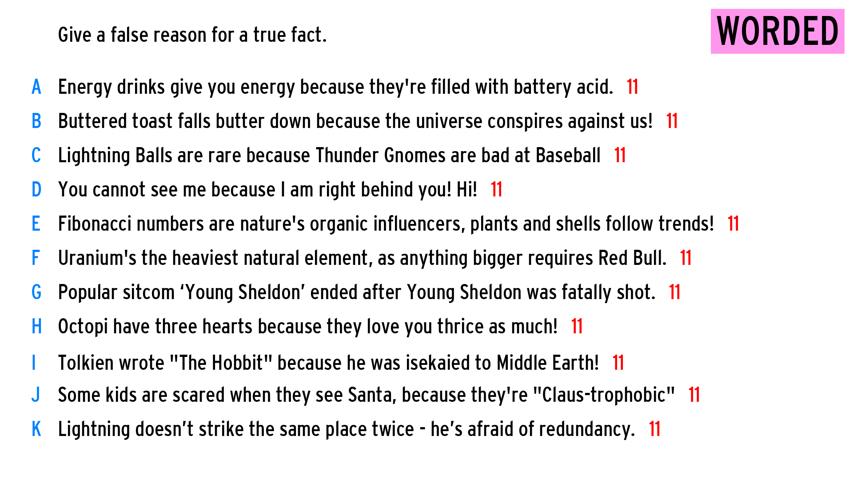 Give a false reason for a true fact.
WORDED
A Energy drinks give you energy because they're filled with battery acid. 11
B Buttered toast falls butter down because the universe conspires against us! 11
C Lightning Balls are rare because Thunder Gnomes are bad at Baseball 11
D You cannot see me because I am right behind you! Hi! 11
E Fibonacci numbers are nature's organic influencers, plants and shells follow trends! 11
F Uranium's the heaviest natural element, as anything bigger requires Red Bull. 11
G Popular sitcom ‘Young Sheldon’ ended after Young Sheldon was fatally shot. 11
H Octopi have three hearts because they love you thrice as much! 11
I Tolkien wrote "The Hobbit" because he was isekaied to Middle Earth! 11
J Some kids are scared when they see Santa, because they're "Claus-trophobic" 11
K Lightning doesn’t strike the same place twice - he’s afraid of redundancy. 11